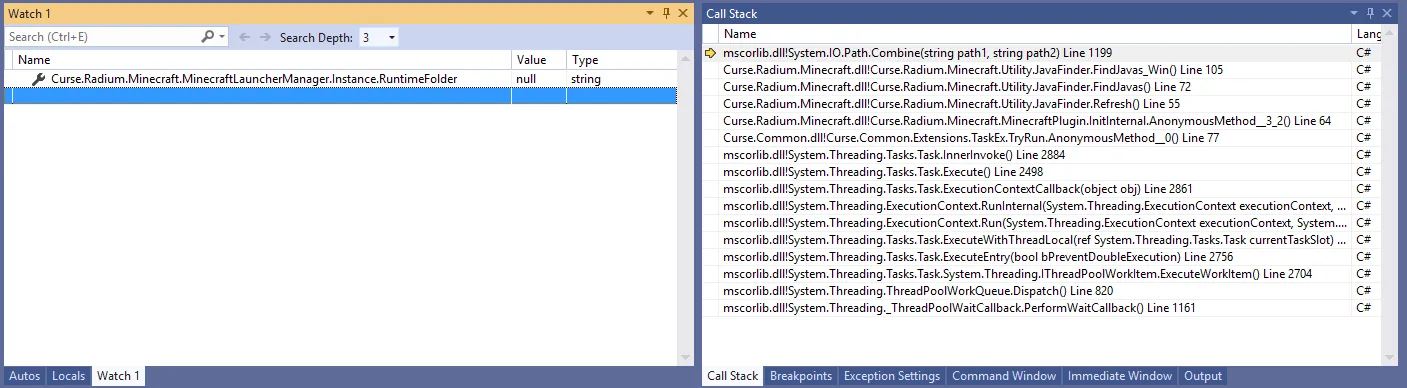 Watch 1
Search (Ctrl+E) Search Depth: 3
Name Value Type
Curse.Radium.Minecraft.MinecraftLauncherManager.Instance.RuntimeFolder null string
Autos Locals Watch 1
Call Stack
Name Lang
mscorlib.dll!System.IO.Path.Combine(string path1, string path2) Line 1199 C#
Curse.Radium.Minecraft.dll!Curse.Radium.Minecraft.Utility.JavaFinder.FindJavas_Win() Line 105 C#
Curse.Radium.Minecraft.dll!Curse.Radium.Minecraft.Utility.JavaFinder.FindJavas() Line 72 C#
Curse.Radium.Minecraft.dll!Curse.Radium.Minecraft.Utility.JavaFinder.Refresh() Line 55 C#
Curse.Radium.Minecraft.dll!Curse.Radium.Minecraft.MinecraftPlugin.InitInternal.AnonymousMethod__3_2() Line 64 C#
Curse.Common.dll!Curse.Common.Extensions.TaskEx.TryRun.AnonymousMethod__0() Line 77 C#
mscorlib.dll!System.Threading.Tasks.Task.InnerInvoke() Line 2884 C#
mscorlib.dll!System.Threading.Tasks.Task.Execute() Line 2498 C#
mscorlib.dll!System.Threading.Tasks.Task.ExecutionContextCallback(object obj) Line 2861 C#
mscorlib.dll!System.Threading.ExecutionContext.RunInternal(System.Threading.ExecutionContext executionContext, ... C#
mscorlib.dll!System.Threading.ExecutionContext.Run(System.Threading.ExecutionContext executionContext, System.... C#
mscorlib.dll!System.Threading.Tasks.Task.ExecuteWithThreadLocal(ref System.Threading.Tasks.Task currentTaskSlot) ... C#
mscorlib.dll!System.Threading.Tasks.Task.ExecuteEntry(bool bPreventDoubleExecution) Line 2756 C#
mscorlib.dll!System.Threading.Tasks.Task.System.Threading.IThreadPoolWorkItem.ExecuteWorkItem() Line 2704 C#
mscorlib.dll!System.Threading.ThreadPoolWorkQueue.Dispatch() Line 820 C#
mscorlib.dll!System.Threading._ThreadPoolWaitCallback.PerformWaitCallback() Line 1161 C#
Call Stack Breakpoints Exception Settings Command Window Immediate Window Output